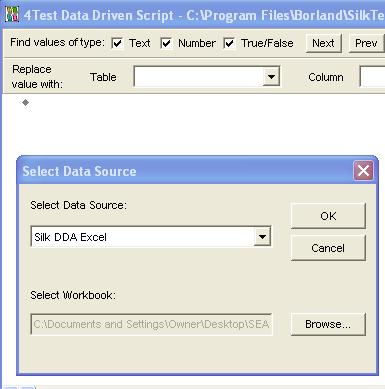 4Test Data Driven Script - C:\Program Files\Borland\SilkTe
Find values of type: Text Number True/False Next Prev
Replace value with: Table Column
Select Data Source
Select Data Source:
Silk DDA Excel
OK
Cancel
Select Workbook:
C:\Documents and Settings\Owner\Desktop\SEA
Browse...